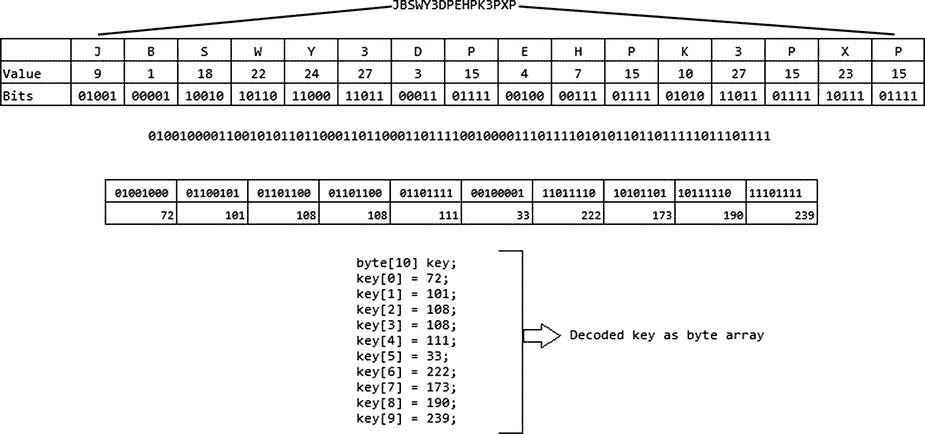 JBSWY3DPEHPK3PXP
J B S W Y 3 D P E H P K 3 P X P
Value 9 1 18 22 24 27 3 15 4 7 15 10 27 15 23 15
Bits 01001 00001 10010 10110 11000 11011 00011 01111 00100 00111 01111 01010 11011 01111 10111 01111
01001000011001010110110001101100011011110010000111011110101011011011111011101111
01001000 01100101 01101100 01101100 01101111 00100001 11011110 10101101 10111110 11101111
72 101 108 108 111 33 222 173 190 239
byte[10] key;
key[0] = 72;
key[1] = 101;
key[2] = 108;
key[3] = 108;
key[4] = 111;
key[5] = 33;
key[6] = 222;
key[7] = 173;
key[8] = 190;
key[9] = 239;
Decoded key as byte array